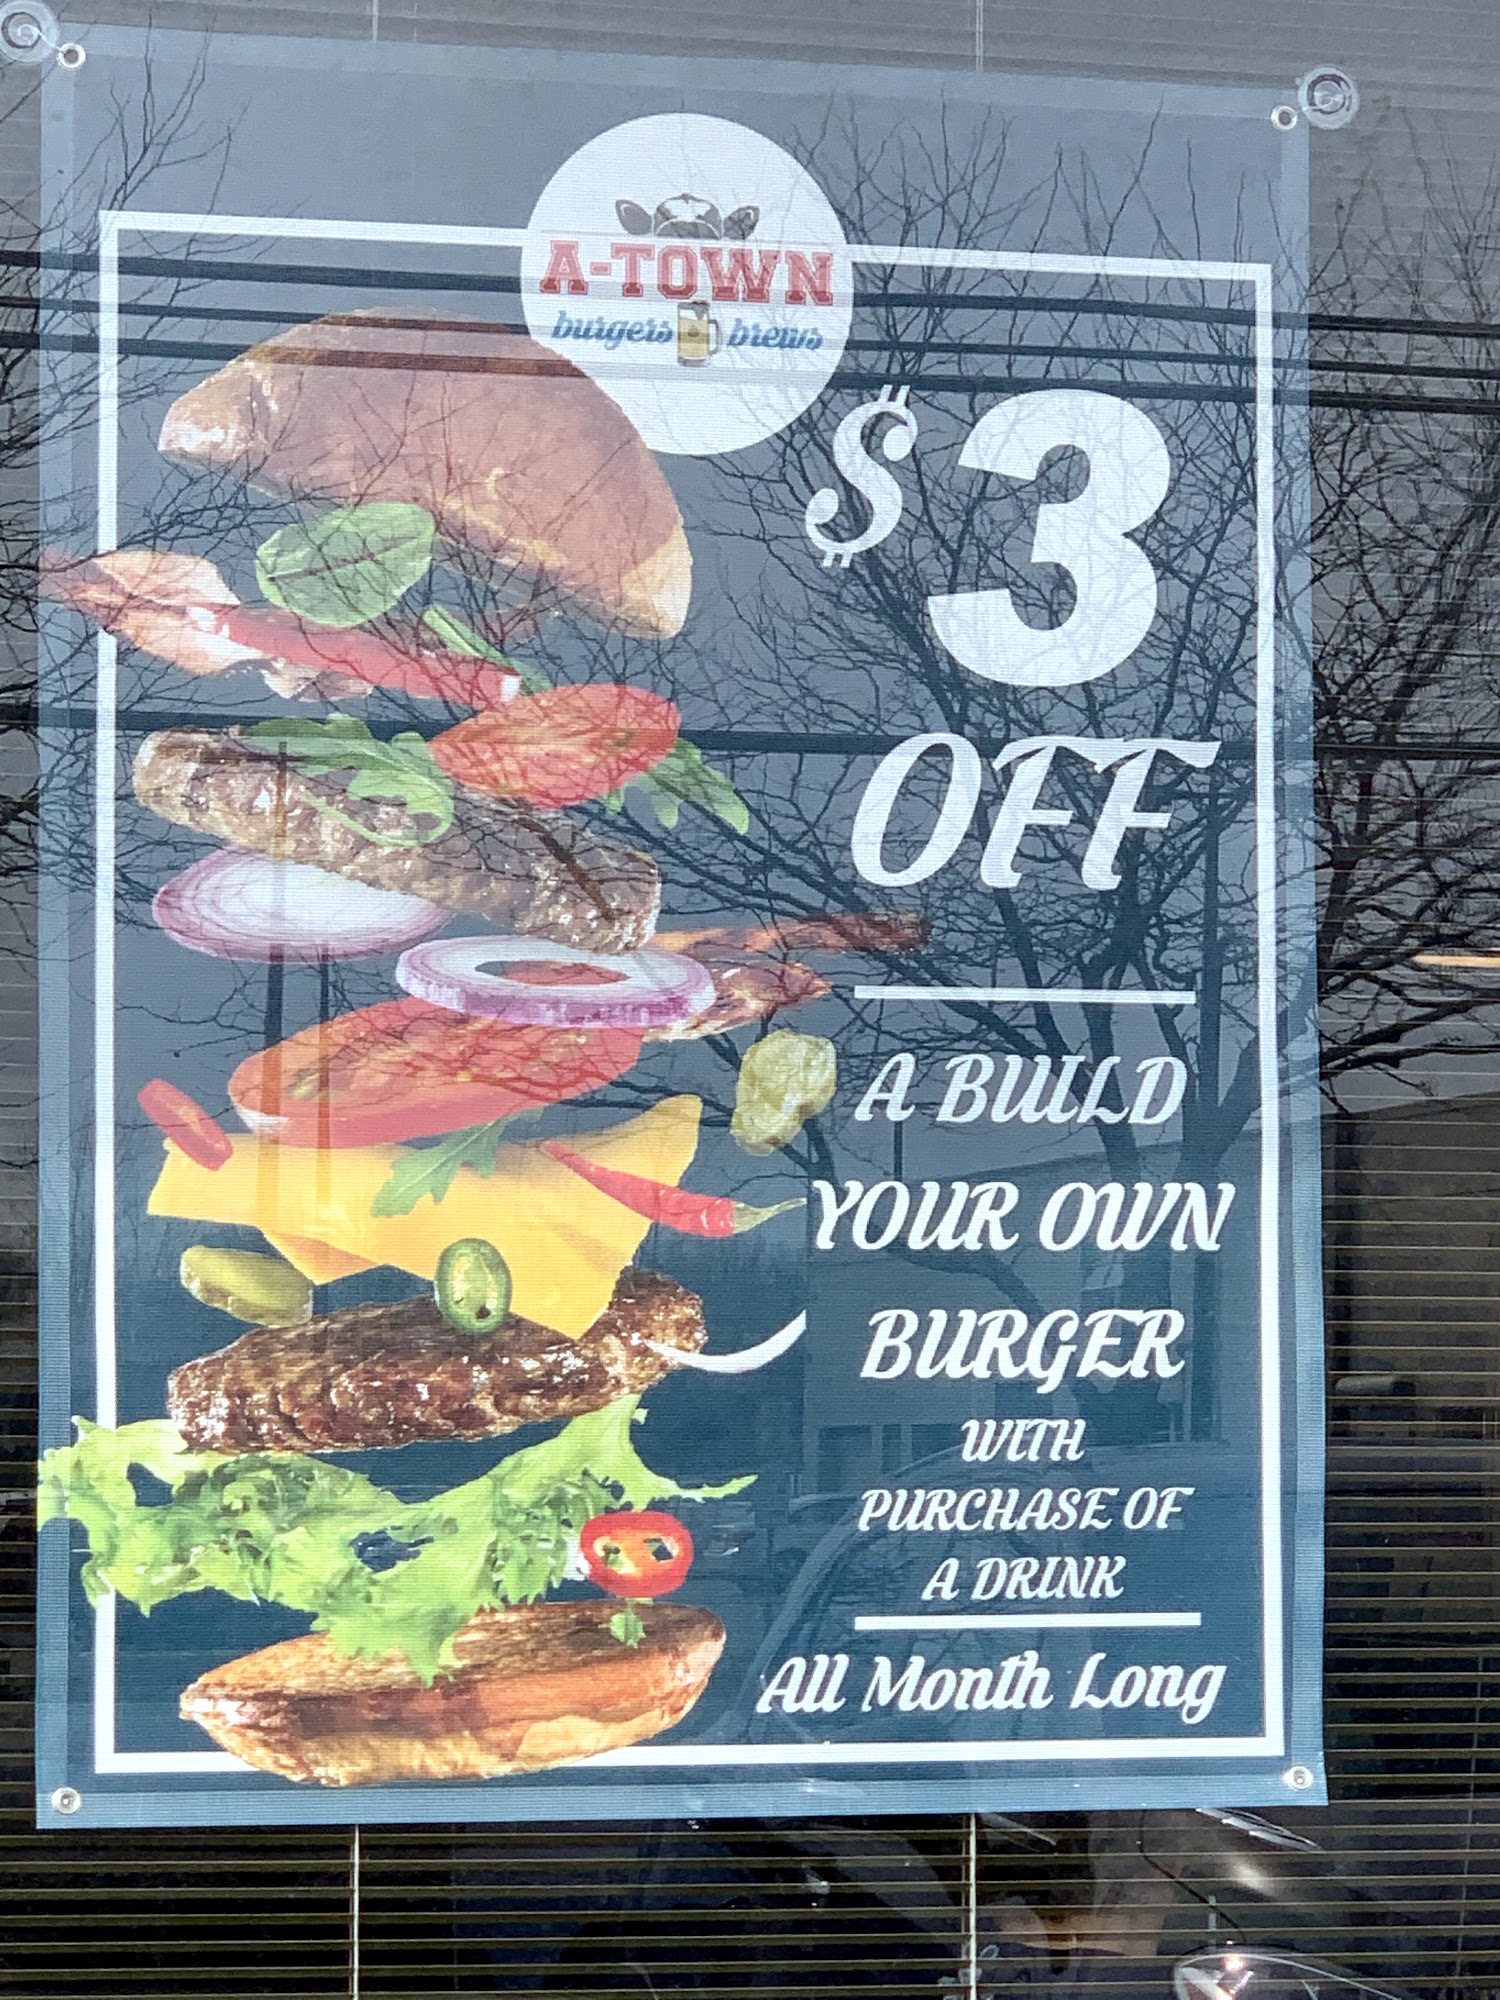 A-TOWN
burgers brews
$3
OFF
A BUILD
YOUR OWN
BURGER
WITH
PURCHASE OF
A DRINK
All Month Long